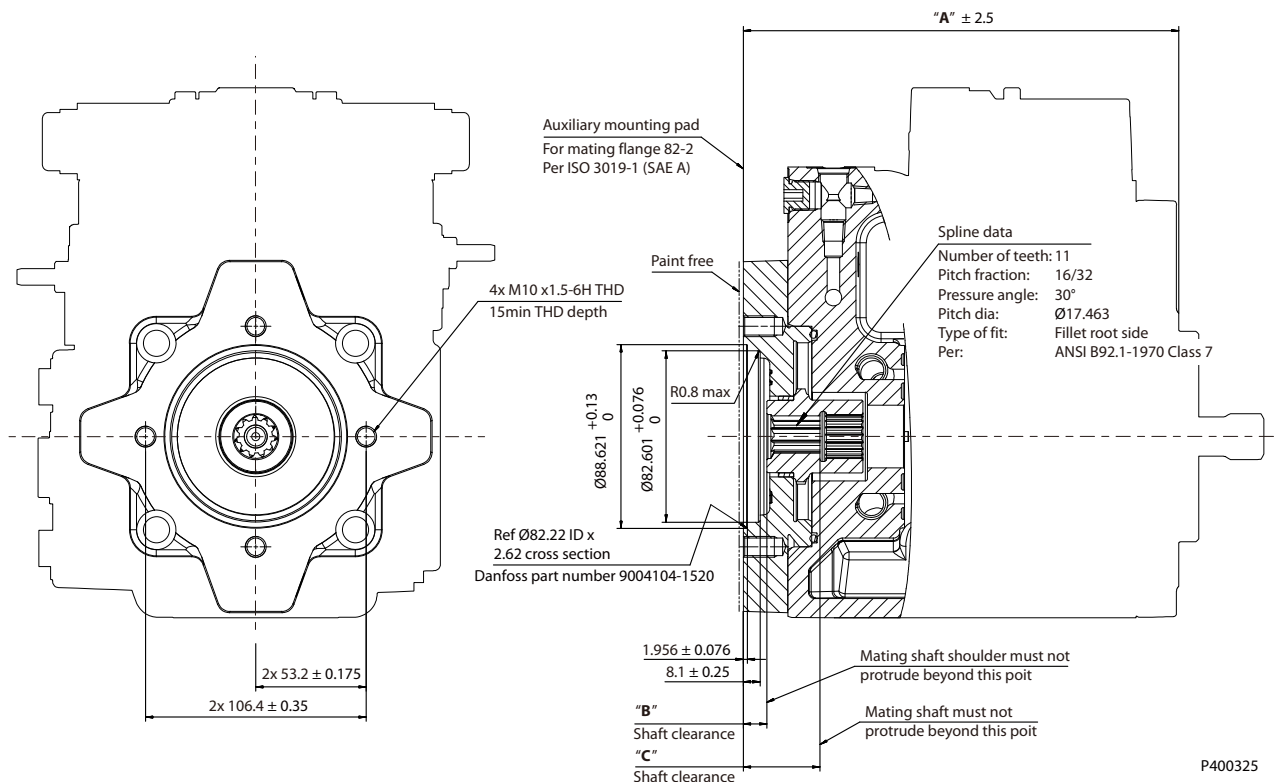 "A" ± 2.5
Auxiliary mounting pad
For mating flange 82-2
Per ISO 3019-1 (SAE A)
Spline data
Number of teeth: 11
Pitch fraction: 16/32
Pressure angle: 30°
Pitch dia: Ø17.463
Type of fit: Fillet root side
Per: ANSI B92.1-1970 Class 7
Paint free
4x M10 x1.5-6H THD
15min THD depth
R0.8 max
Ø88.621 +0.13 0
Ø82.601 +0.076 0
Ref Ø82.22 ID x
2.62 cross section
Danfoss part number 9004104-1520
1.956 ± 0.076
8.1 ± 0.25
2x 53.2 ± 0.175
2x 106.4 ± 0.35
Mating shaft shoulder must not
protrude beyond this poit
"B"
Shaft clearance
Mating shaft must not
protrude beyond this poit
"C"
Shaft clearance
P400325